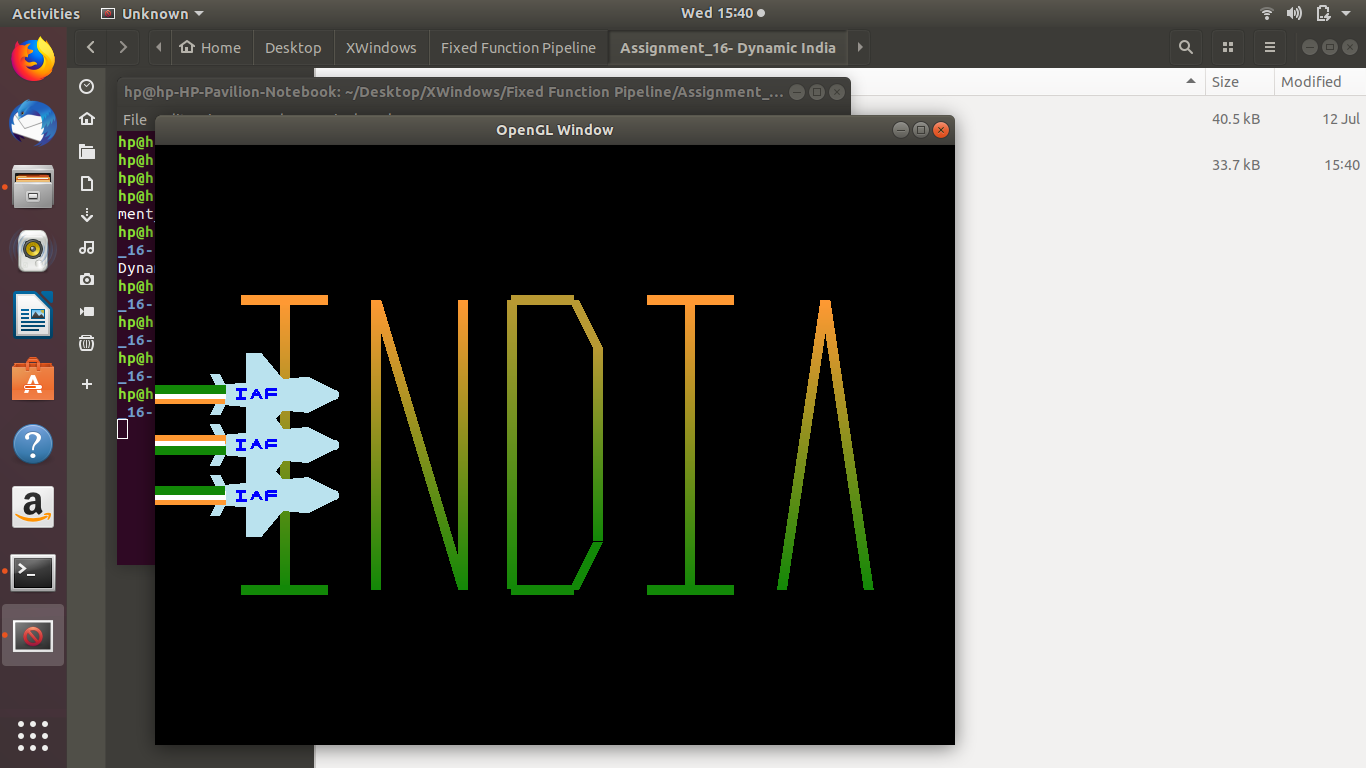 Activities Unknown Wed 15:40
Home Desktop XWindows Fixed Function Pipeline Assignment_16- Dynamic India
Size Modified
hp@hp-HP-Pavilion-Notebook: ~/Desktop/XWindows/Fixed Function Pipeline/Assignment_...
File
40.5 kB 12 Jul
OpenGL Window
33.7 kB 15:40
hp@h
hp@h
hp@h
hp@h
ment_
hp@h
_16-
Dyna
hp@h
_16-
hp@h
_16-
hp@h
_16-
hp@h
_16-
INDIA
IAF
IAF
IAF